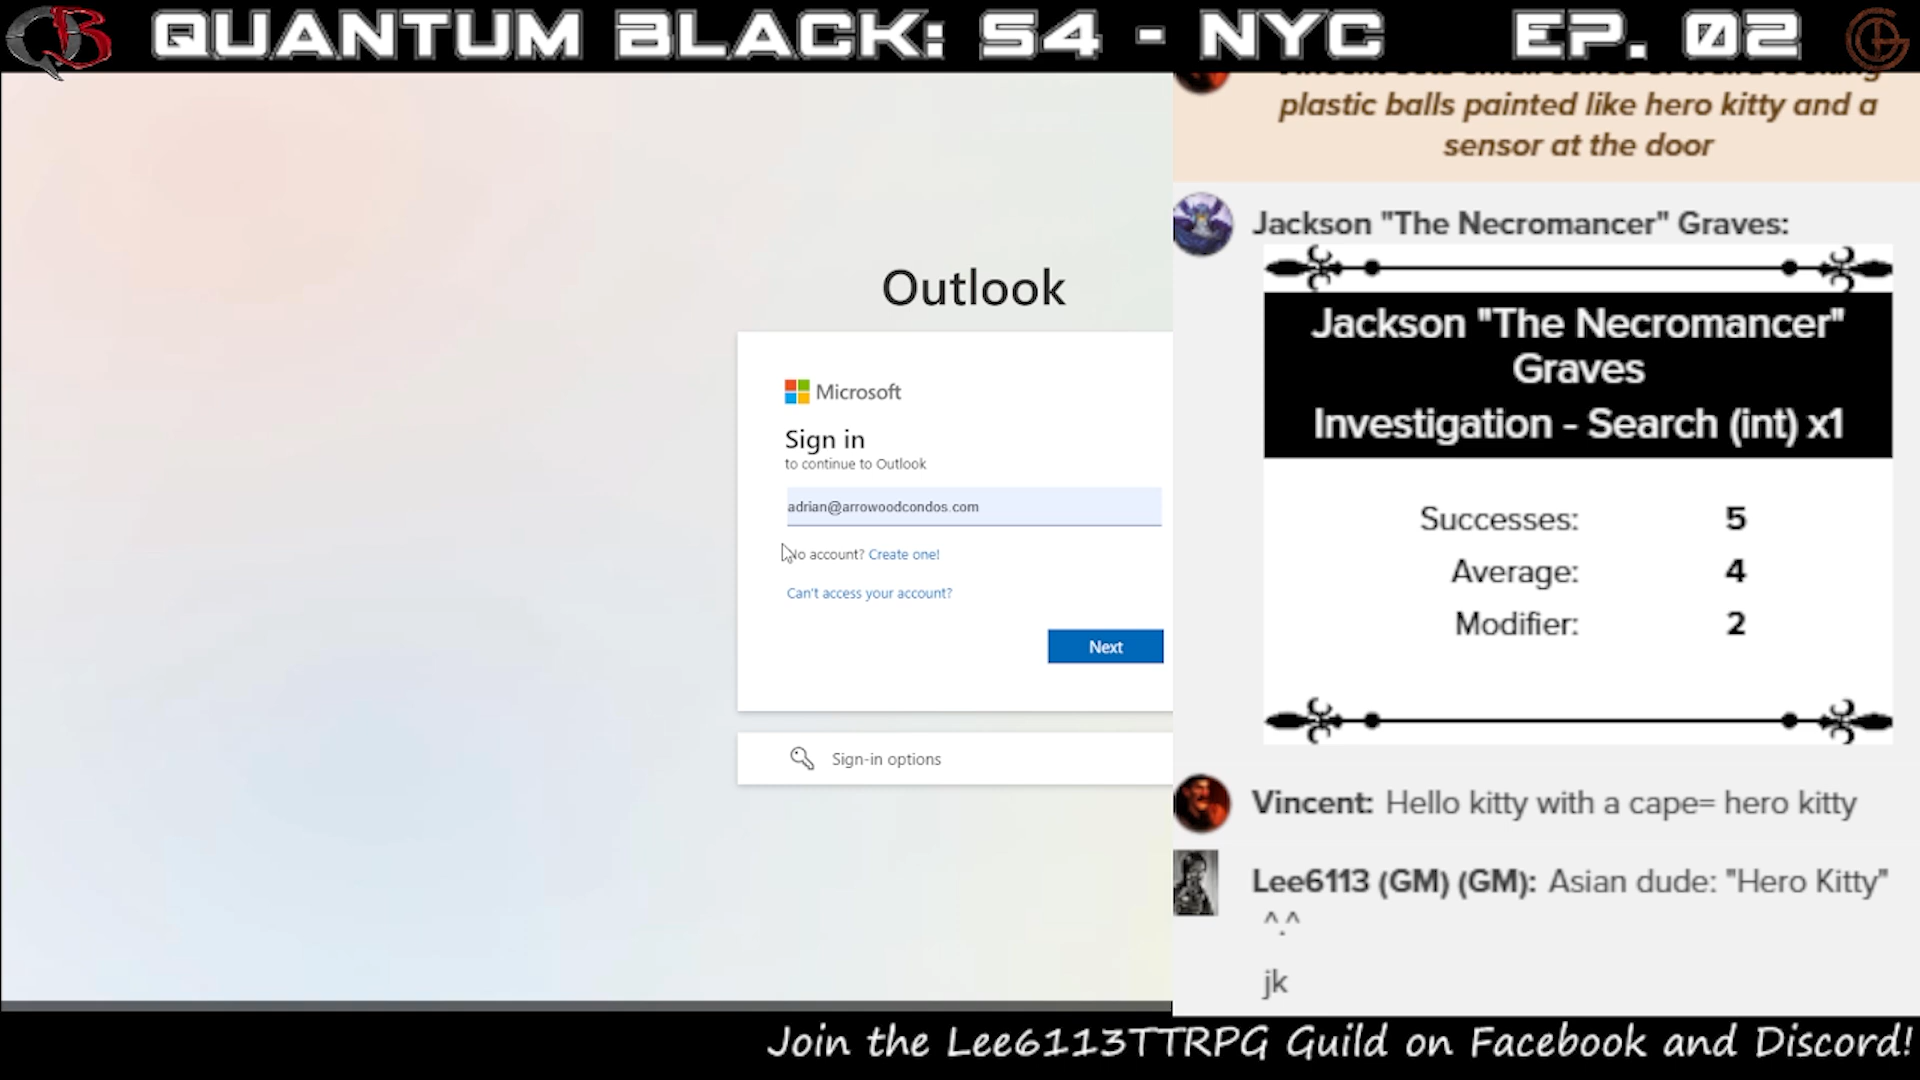 QB QUANTUM BLACK: S4 - NYC EP. 02
plastic balls painted like hero kitty and a
sensor at the door
Outlook
Microsoft
Sign in
to continue to Outlook
adrian@arrowoodcondos.com
No account? Create one!
Can't access your account?
Next
Sign-in options
Jackson "The Necromancer" Graves:
Jackson "The Necromancer"
Graves
Investigation - Search (int) x1
Successes: 5
Average: 4
Modifier: 2
Vincent: Hello kitty with a cape= hero kitty
Lee6113 (GM) (GM): Asian dude: "Hero Kitty"
^.^
jk
Join the Lee6113TTRPG Guild on Facebook and Discord!